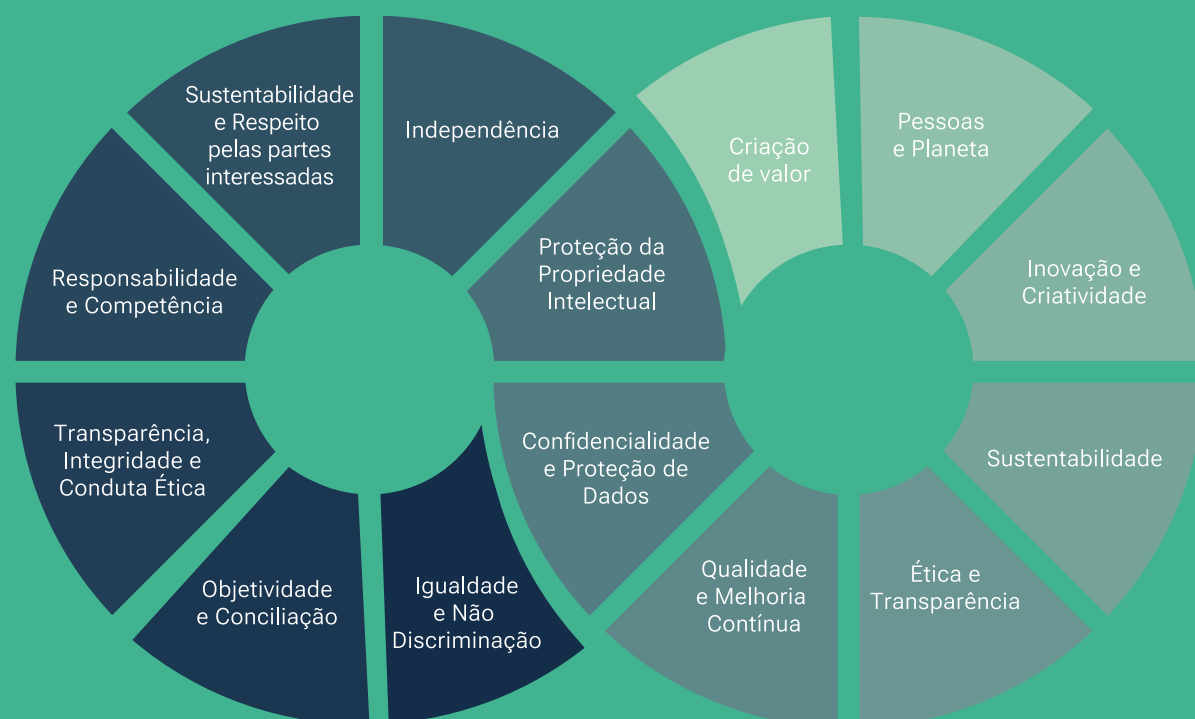 Sustentabilidade
e Respeito
pelas partes
interessadas
Independência
Criação
de valor
Pessoas
e Planeta
Responsabilidade
e Competência
Proteção da
Propriedade
Intelectual
Inovação e
Criatividade
Transparência,
Integridade e
Conduta Ética
Confidencialidade
e Proteção de
Dados
Sustentabilidade
Objetividade
e Conciliação
Igualdade
e Não
Discriminação
Qualidade
e Melhoria
Contínua
Ética e
Transparência